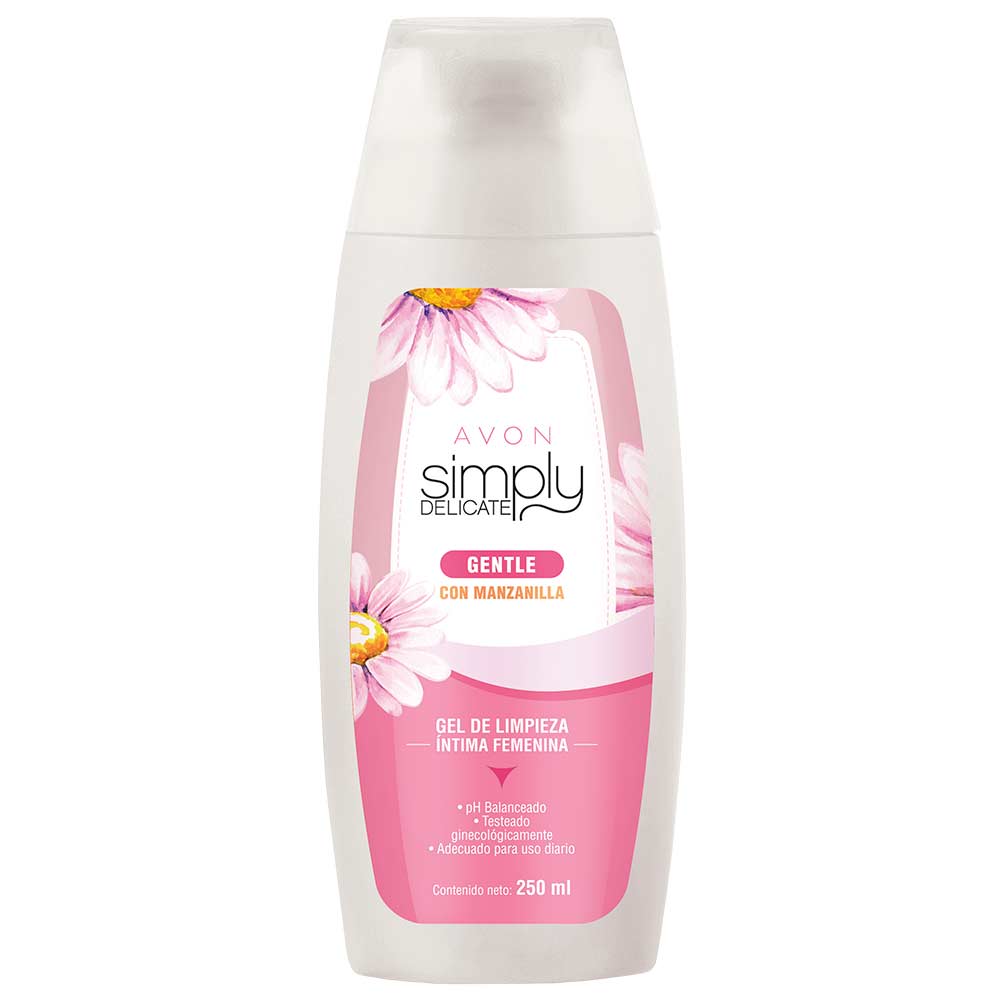 AVON
simply
DELICATE
GENTLE
CON MANZANILLA
GEL DE LIMPIEZA
ÍNTIMA FEMENINA
• pH Balanceado
• Testeado
ginecológicamente
• Adecuado para uso diario
Contenido neto: 250 ml